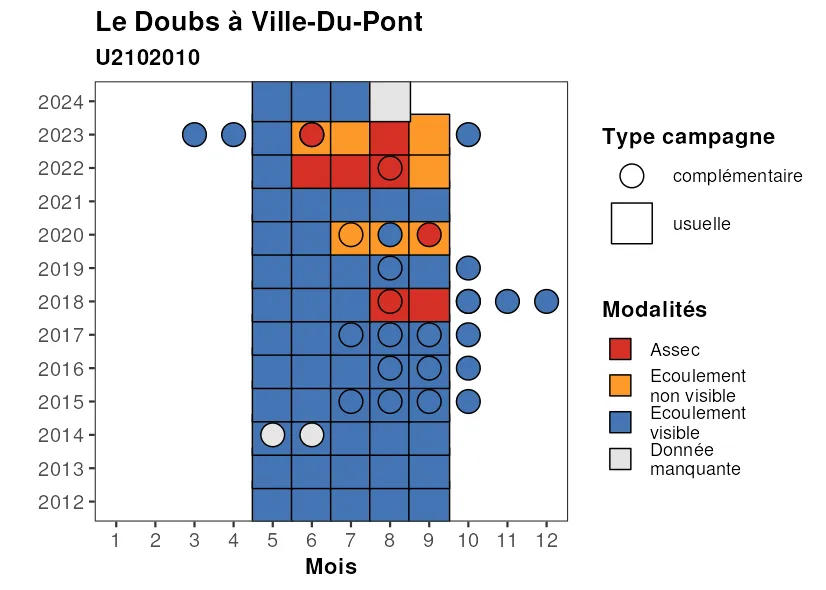 Le Doubs à Ville-Du-Pont
U2102010
2024
2023
2022
2021
2020
2019
2018
2017
2016
2015
2014
2013
2012
1 2 3 4 5 6 7 8 9 10 11 12
Mois
Type campagne
complémentaire
usuelle
Modalités
Assec
Ecoulement
non visible
Ecoulement
visible
Donnée
manquante